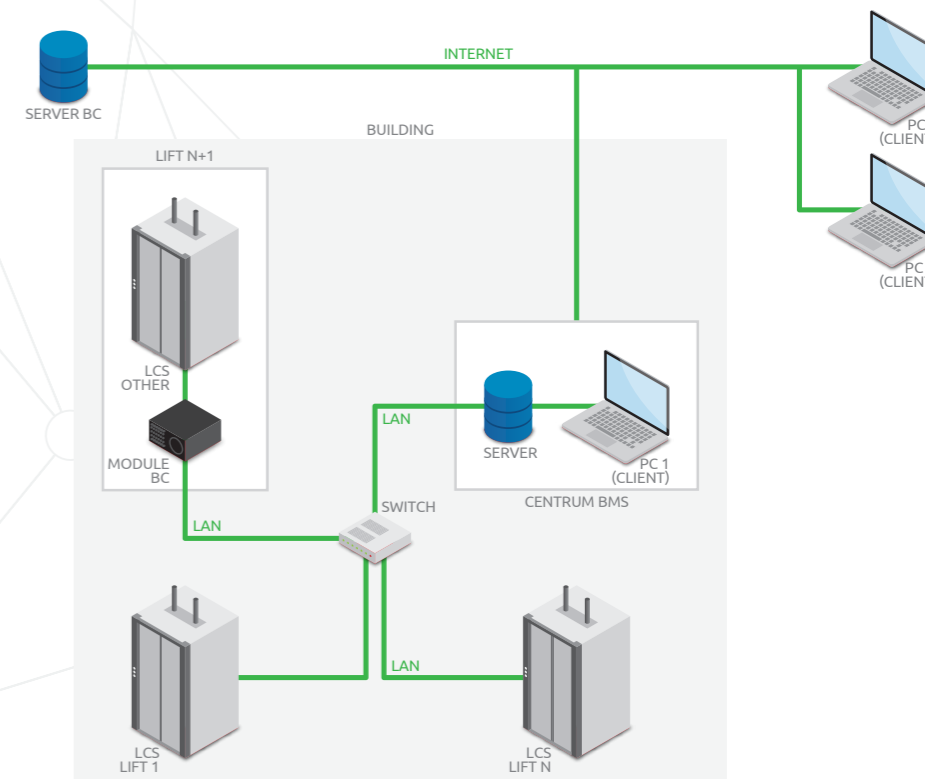 INTERNET
SERVER BC
PC
(CLIEN
BUILDING
LIFT N+1
PC
(CLIEN
LCS
OTHER
LAN
SERVER
MODULE
BC
PC 1
(CLIENT)
CENTRUM BMS
SWITCH
LAN
LAN
LCS
LIFT 1
LCS
LIFT N